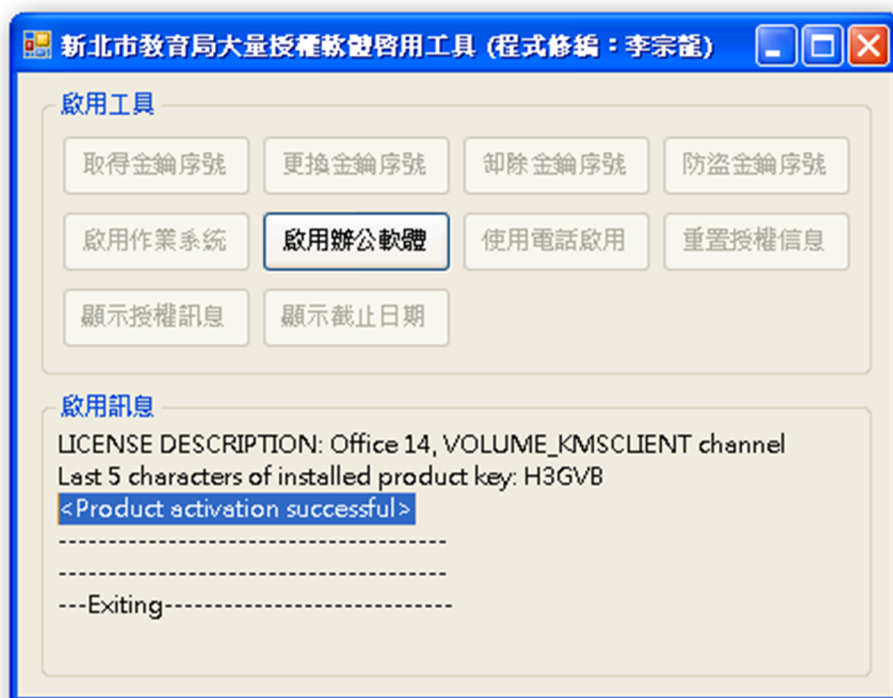 新北市教育局大量授權軟體啓用工具 (程式修編：李宗龍)
啟用工具
取得金鑰序號 更換金鑰序號 卸除金鑰序號 防盜金鑰序號
啟用作業系統 啟用辦公軟體 使用電話啟用 重置授權信息
顯示授權訊息 顯示截止日期
啟用訊息
LICENSE DESCRIPTION: Office 14, VOLUME_KMSCLIENT channel
Last 5 characters of installed product key: H3GVB
<Product activation successful>
---------------------------------------
---------------------------------------
---Exiting-----------------------------